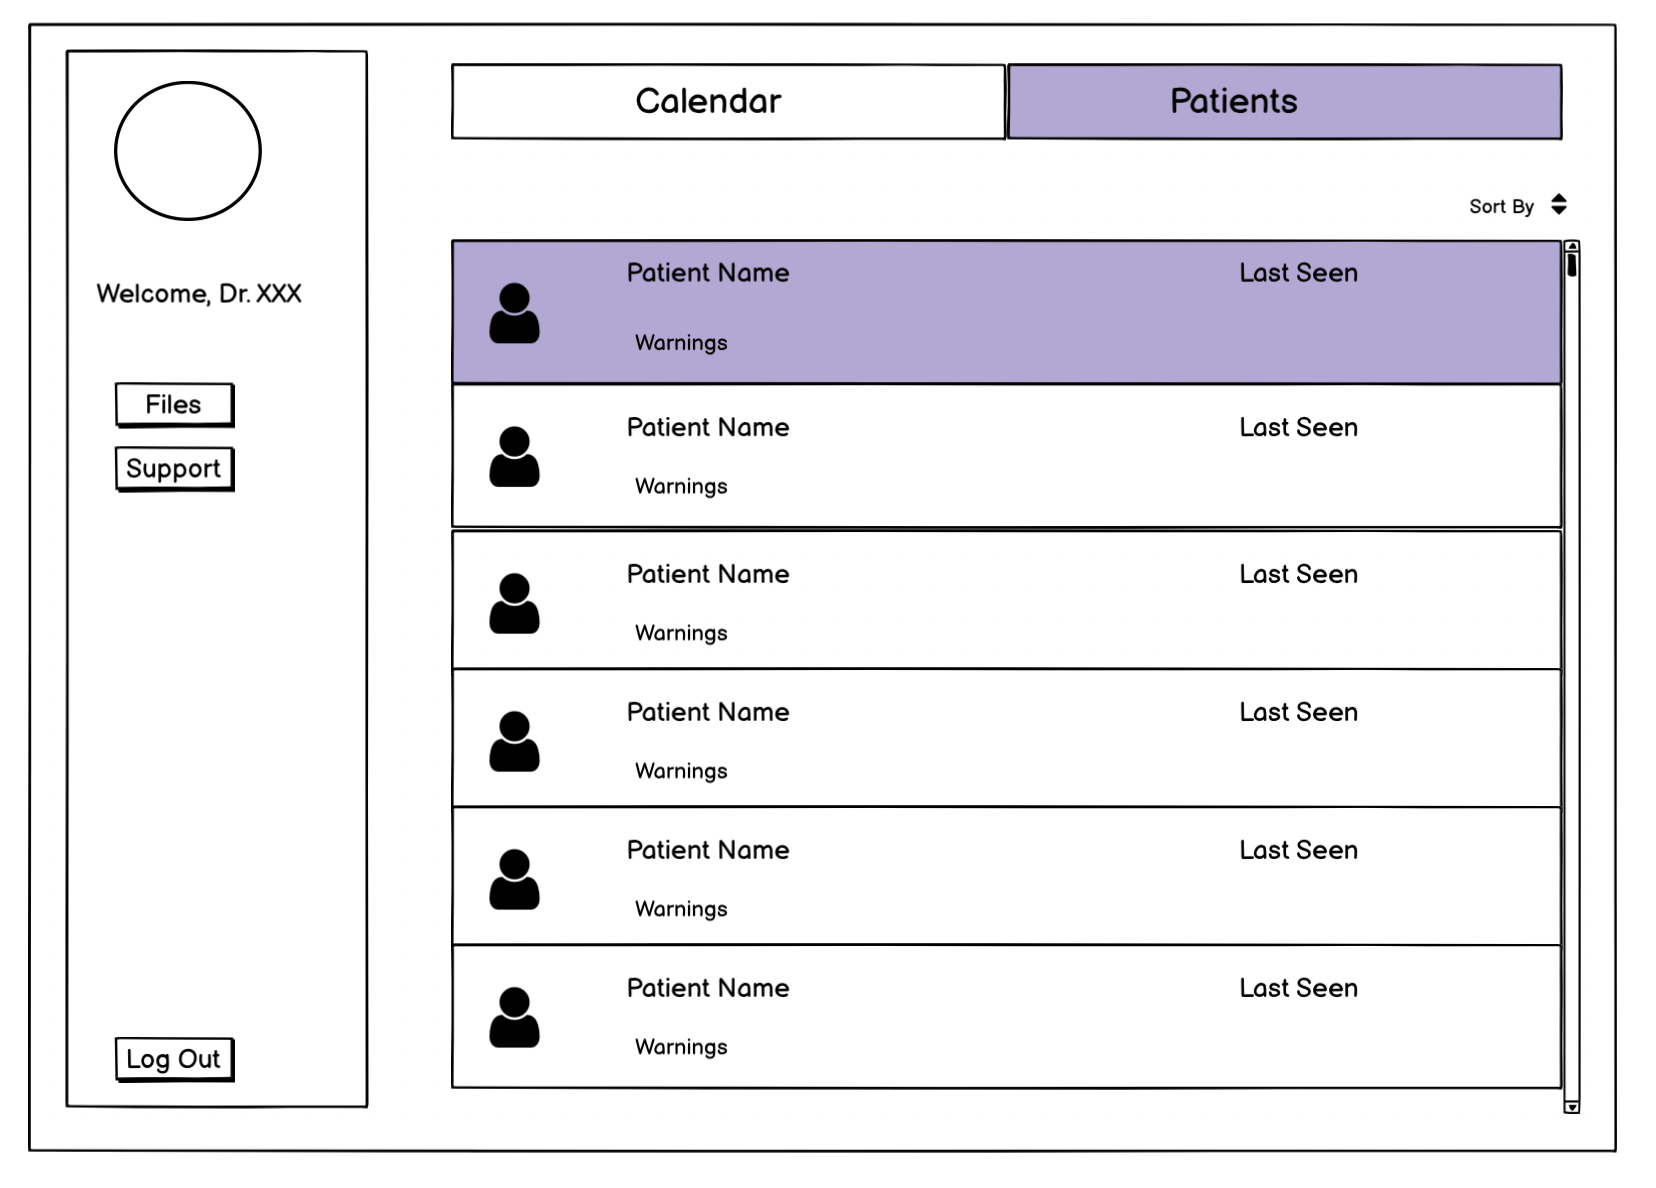 Calendar
Patients
Sort By
Welcome, Dr. XXX
Files
Support
Log Out
Patient Name
Last Seen
Warnings
Patient Name
Last Seen
Warnings
Patient Name
Last Seen
Warnings
Patient Name
Last Seen
Warnings
Patient Name
Last Seen
Warnings
Patient Name
Last Seen
Warnings